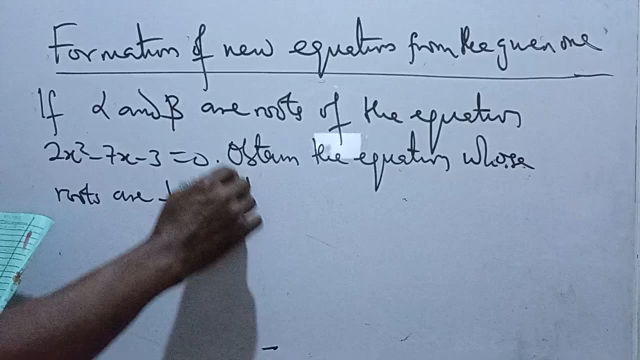 Formation of new equation from the given one
If α and β are roots of the equation
2x² - 7x - 3 = 0. Obtain the equation whose
roots are